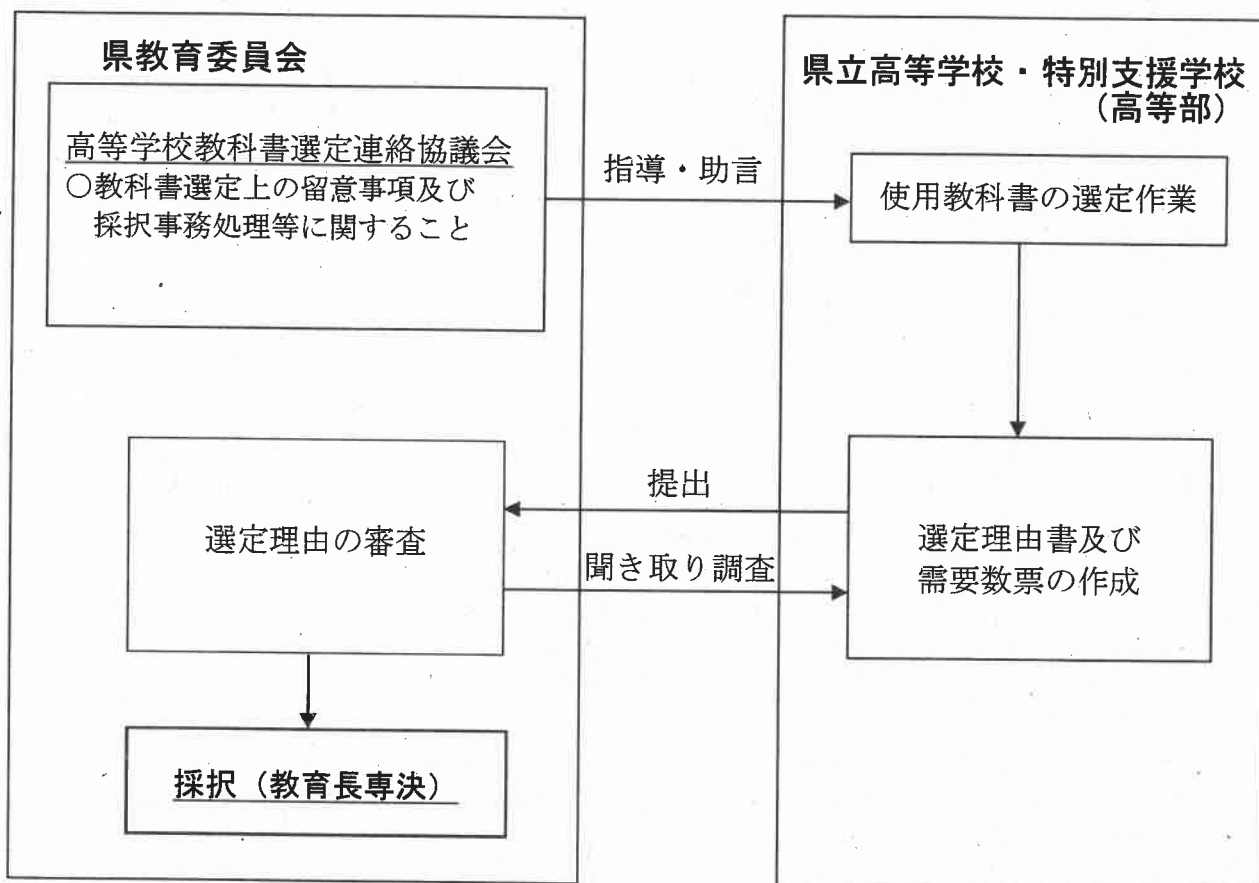 県教育委員会
高等学校教科書選定連絡協議会
○教科書選定上の留意事項及び
採択事務処理等に関すること
指導・助言
県立高等学校・特別支援学校
（高等部）
使用教科書の選定作業
提出
選定理由の審査
聞き取り調査
選定理由書及び
需要数票の作成
採択（教育長専決）